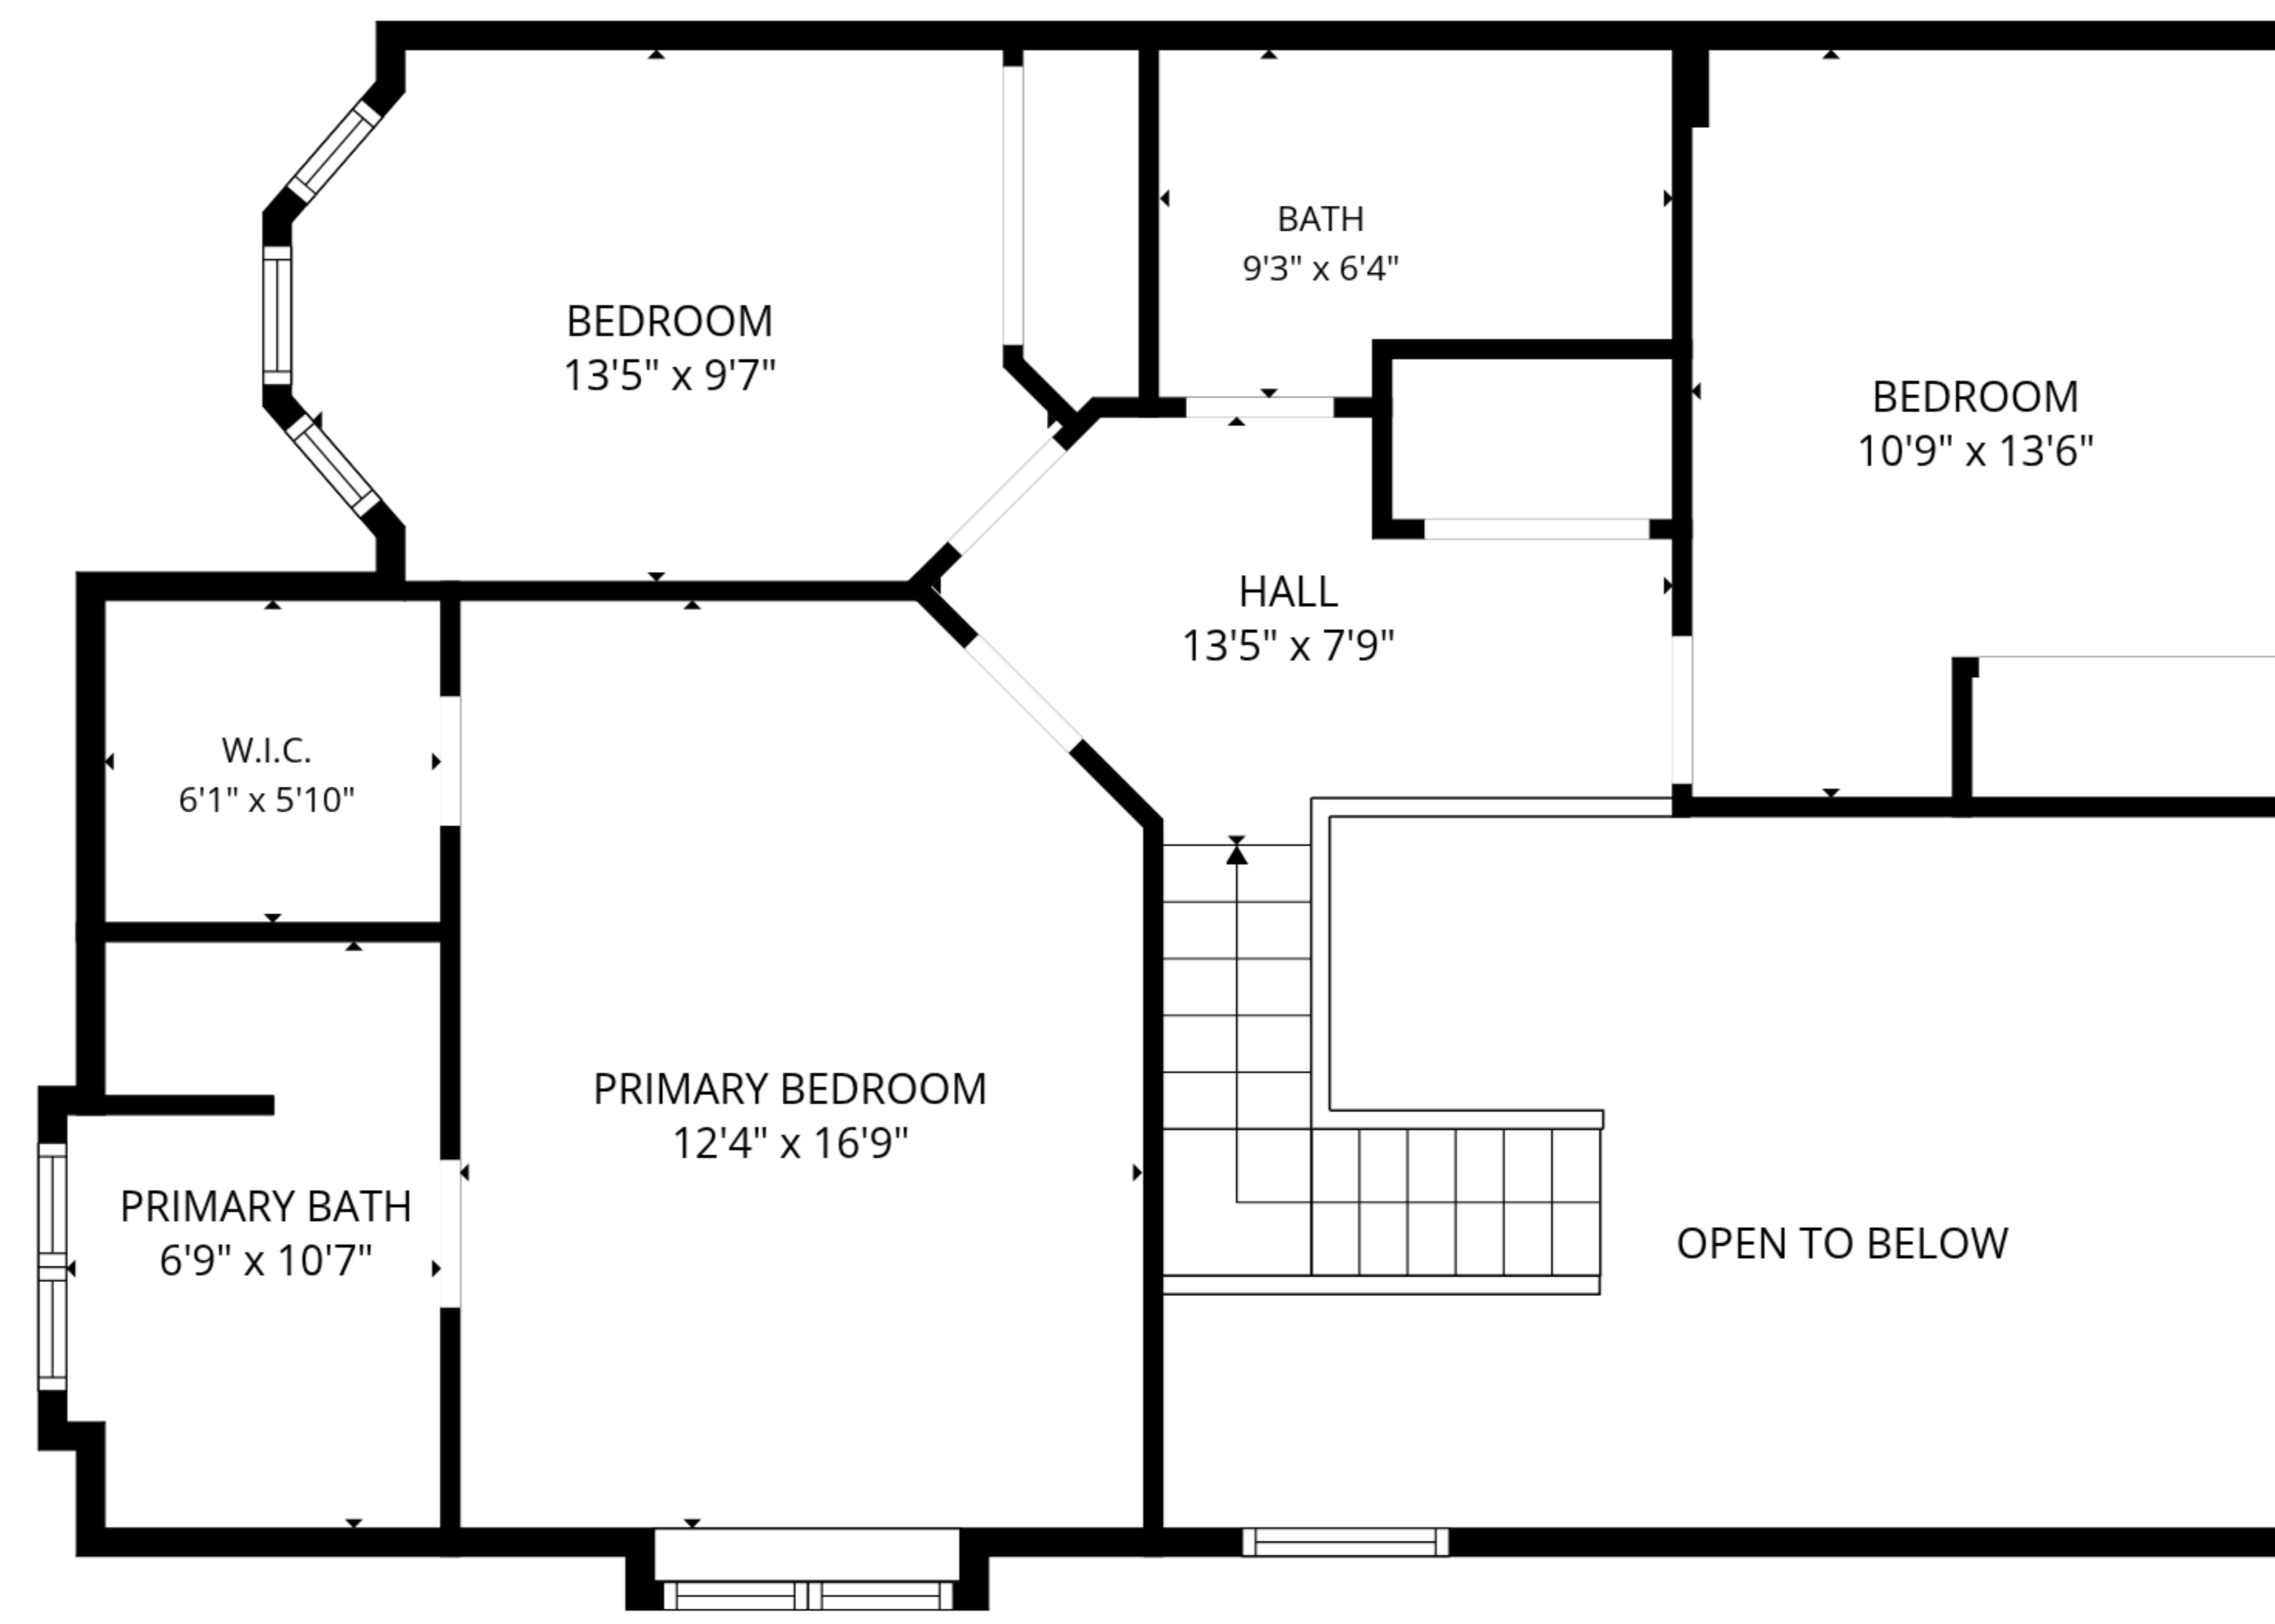 BATH
9'3" x 6'4"
BEDROOM
13'5" x 9'7"
BEDROOM
10'9" x 13'6"
HALL
13'5" x 7'9"
W.I.C.
6'1" x 5'10"
PRIMARY BEDROOM
12'4" x 16'9"
PRIMARY BATH
6'9" x 10'7"
OPEN TO BELOW